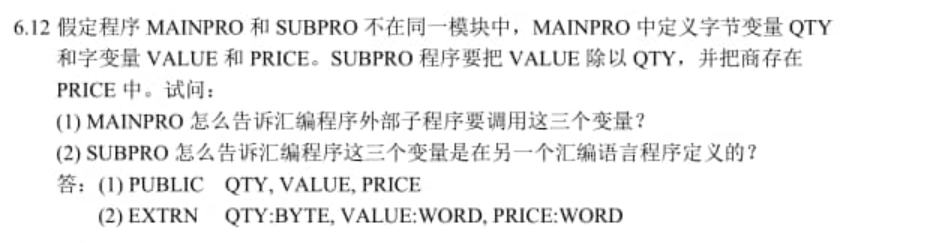 6.12 假定程序 MAINPRO 和 SUBPRO 不在同一模块中，MAINPRO 中定义字节变量 QTY
和字变量 VALUE 和 PRICE。SUBPRO 程序要把 VALUE 除以 QTY，并把商存在
PRICE 中。试问：
(1) MAINPRO 怎么告诉汇编程序外部子程序要调用这三个变量？
(2) SUBPRO 怎么告诉汇编程序这三个变量是在另一个汇编语言程序定义的？
答：(1) PUBLIC QTY, VALUE, PRICE
(2) EXTRN QTY:BYTE, VALUE:WORD, PRICE:WORD